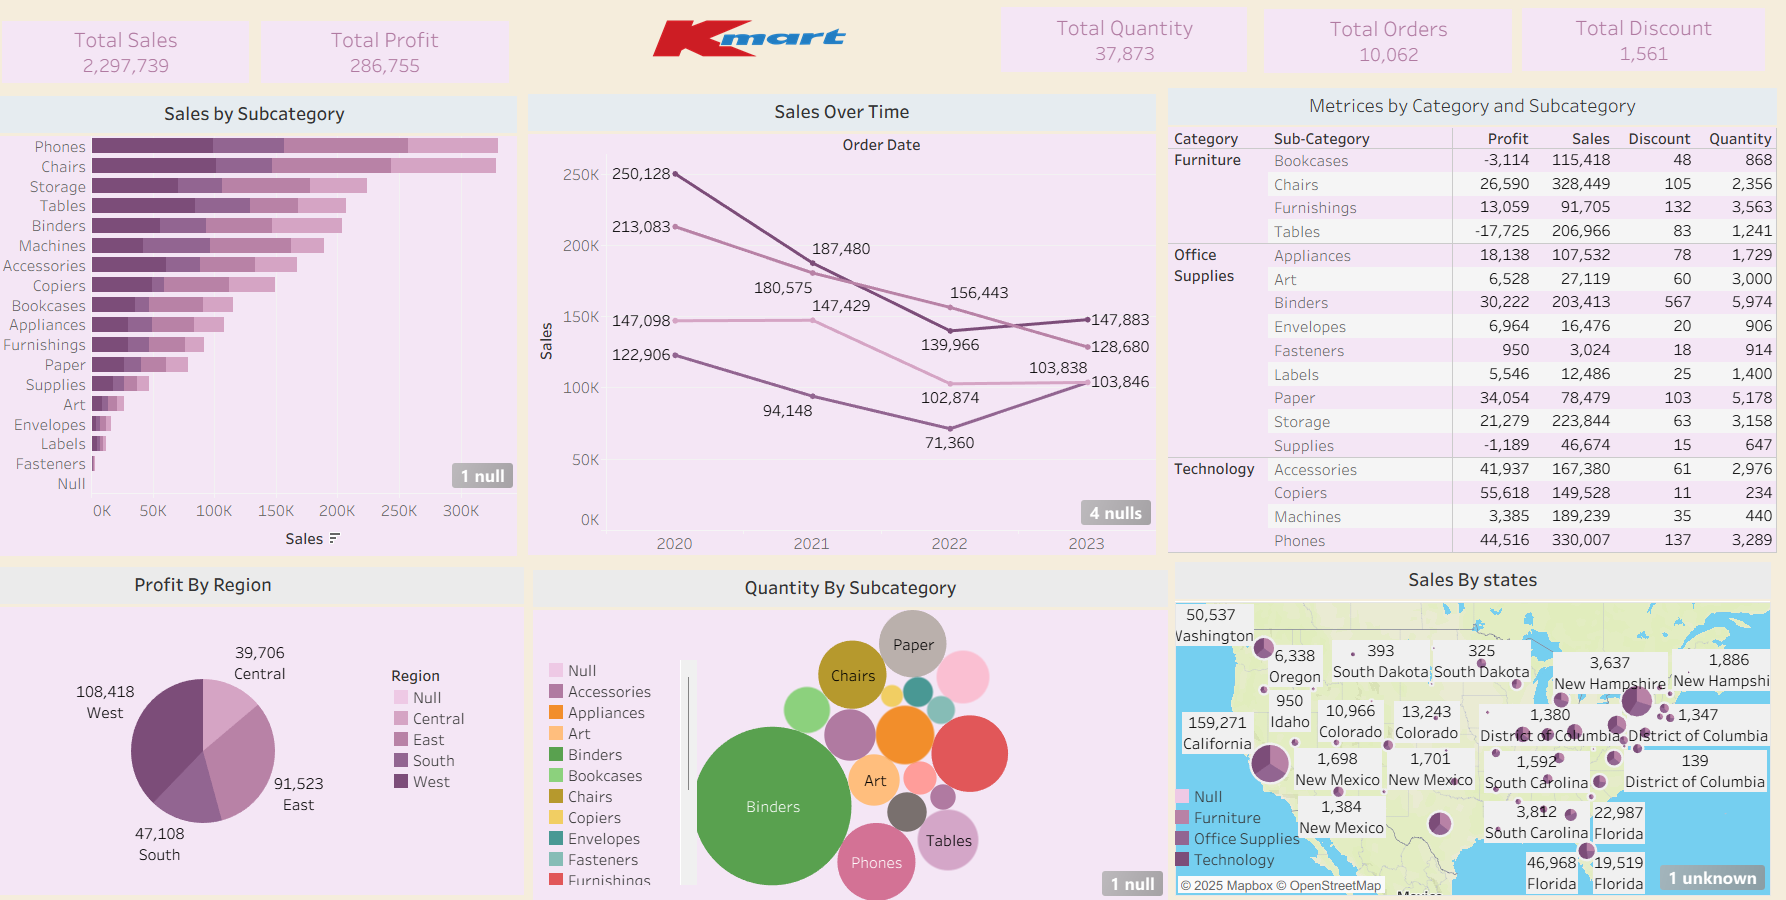 Total Sales
2,297,739
Total Profit
286,755
Kmart
Total Quantity
37,873
Total Orders
10,062
Total Discount
1,561
Sales by Subcategory
Phones
Chairs
Storage
Tables
Binders
Machines
Accessories
Copiers
Bookcases
Appliances
Furnishings
Paper
Supplies
Art
Envelopes
Labels
Fasteners
Null
1 null
0K 50K 100K 150K 200K 250K 300K
Sales
Sales Over Time
Order Date
250K
200K
150K
100K
50K
0K
Sales
250,128
213,083
187,480
180,575
147,429
156,443
147,098
147,883
139,966
128,680
122,906
103,838
103,846
102,874
94,148
71,360
4 nulls
2020 2021 2022 2023
Metrices by Category and Subcategory
Category Sub-Category Profit Sales Discount Quantity
Furniture Bookcases -3,114 115,418 48 868
Chairs 26,590 328,449 105 2,356
Furnishings 13,059 91,705 132 3,563
Tables -17,725 206,966 83 1,241
Office Supplies Appliances 18,138 107,532 78 1,729
Art 6,528 27,119 60 3,000
Binders 30,222 203,413 567 5,974
Envelopes 6,964 16,476 20 906
Fasteners 950 3,024 18 914
Labels 5,546 12,486 25 1,400
Paper 34,054 78,479 103 5,178
Storage 21,279 223,844 63 3,158
Supplies -1,189 46,674 15 647
Technology Accessories 41,937 167,380 61 2,976
Copiers 55,618 149,528 11 234
Machines 3,385 189,239 35 440
Phones 44,516 330,007 137 3,289
Profit By Region
39,706
Central
108,418
West
91,523
East
47,108
South
Region
Null
Central
East
South
West
Quantity By Subcategory
Null
Accessories
Appliances
Art
Binders
Bookcases
Chairs
Copiers
Envelopes
Fasteners
Furnishings
Paper
Chairs
Art
Binders
Tables
Phones
1 null
Sales By states
50,537
Washington
6,338
Oregon
393
South Dakota
325
South Dakota
3,637
New Hampshire
1,886
New Hampshi
950
Idaho
159,271
California
10,966
Colorado
13,243
Colorado
1,380
District of Columbia
1,347
District of Columbia
1,698
New Mexico
1,701
New Mexico
1,592
South Carolina
139
District of Columbia
1,384
New Mexico
3,812
South Carolina
22,987
Florida
46,968
Florida
19,519
Florida
Null
Furniture
Office Supplies
Technology
© 2025 Mapbox © OpenStreetMap
Mexico
1 unknown